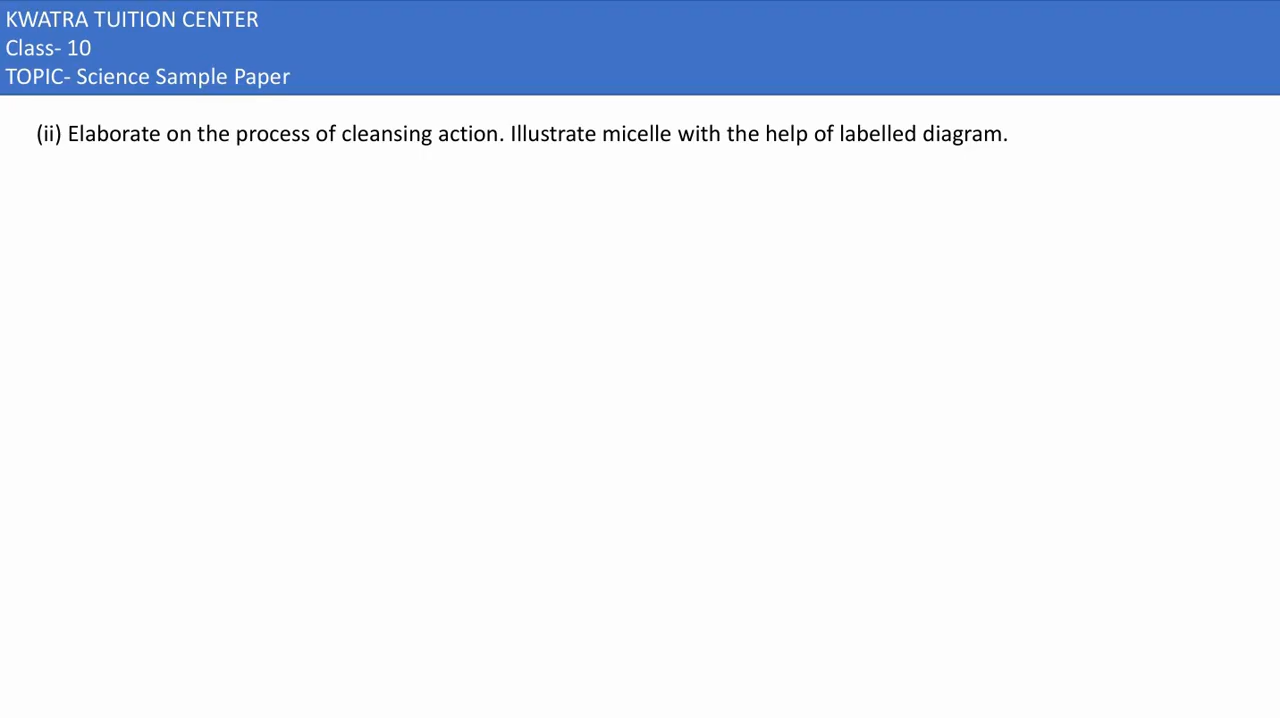 KWATRA TUITION CENTER
Class- 10
TOPIC- Science Sample Paper
(ii) Elaborate on the process of cleansing action. Illustrate micelle with the help of labelled diagram.